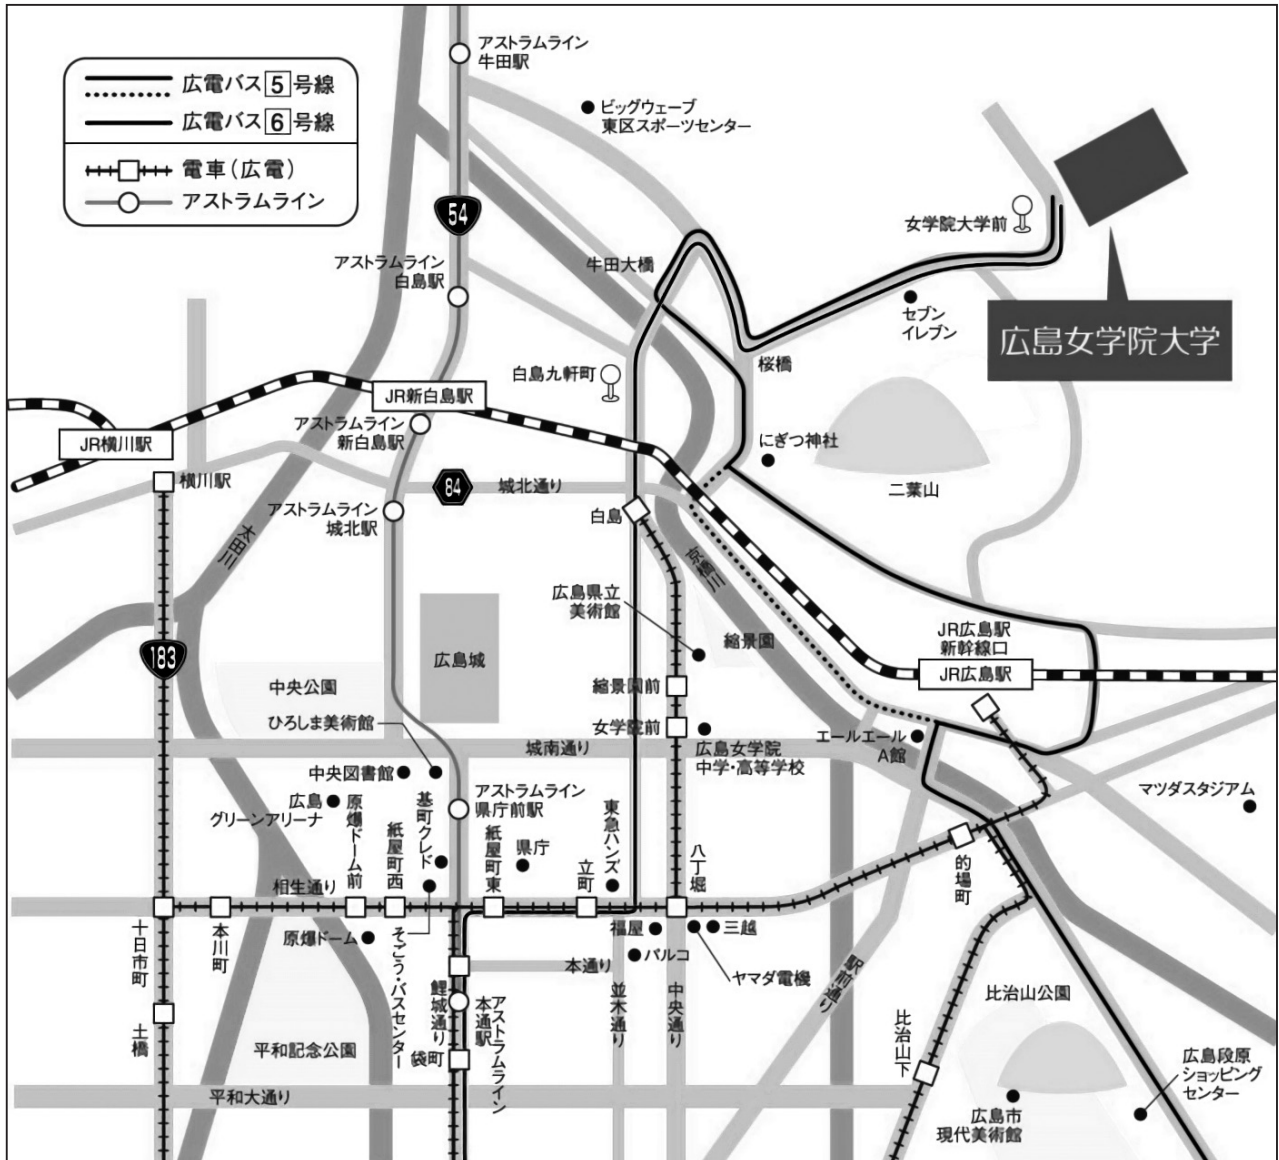 アストラムライン
牛田駅
広電バス5号線
広電バス6号線
電車(広電)
アストラムライン
ビッグウェーブ
東区スポーツセンター
54
女学院大学前
アストラムライン
白島駅
牛田大橋
セブン
イレブン
広島女学院大学
白島九軒町
桜橋
JR新白島駅
アストラムライン
新白島駅
JR横川駅
にぎつ神社
横川駅
84
城北通り
二葉山
アストラムライン
城北駅
白島
太田川
京橋川
広島県立
美術館
縮景園
JR広島駅
新幹線口
JR広島駅
183
広島城
中央公園
縮景園前
ひろしま美術館
女学院前
城南通り
広島女学院
中学・高等学校
エールエール
A館
中央図書館
アストラムライン
県庁前駅
マツダスタジアム
広島
グリーンアリーナ
原爆ドーム前
紙屋町西
基町クレド
紙屋町東
県庁
立町
東急ハンズ
八丁堀
的場町
相生通り
十日市町
本川町
原爆ドーム
そごう・バスセンター
福屋
三越
パルコ
ヤマダ電機
本通り
鯉城通り
本通駅
アストラムライン
並木通り
中央通り
駅前通り
比治山公園
土橋
平和記念公園
袋町
比治山下
広島段原
ショッピング
センター
平和大通り
広島市
現代美術館